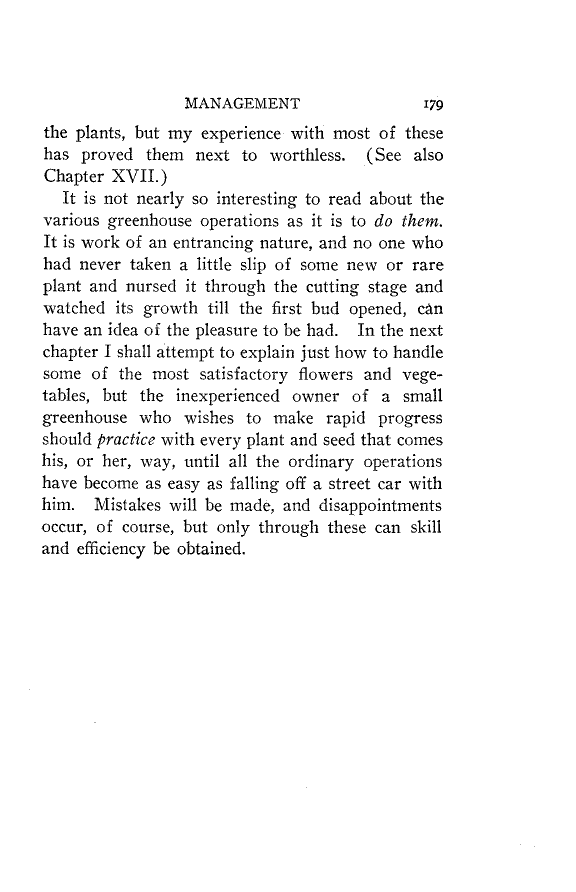 MANAGEMENT 179
the plants, but my experience with most of these
has proved them next to worthless. (See also
Chapter XVII.)
It is not nearly so interesting to read about the
various greenhouse operations as it is to do them.
It is work of an entrancing nature, and no one who
had never taken a little slip of some new or rare
plant and nursed it through the cutting stage and
watched its growth till the first bud opened, can
have an idea of the pleasure to be had. In the next
chapter I shall attempt to explain just how to handle
some of the most satisfactory flowers and vege-
tables, but the inexperienced owner of a small
greenhouse who wishes to make rapid progress
should practice with every plant and seed that comes
his, or her, way, until all the ordinary operations
have become as easy as falling off a street car with
him. Mistakes will be made, and disappointments
occur, of course, but only through these can skill
and efficiency be obtained.